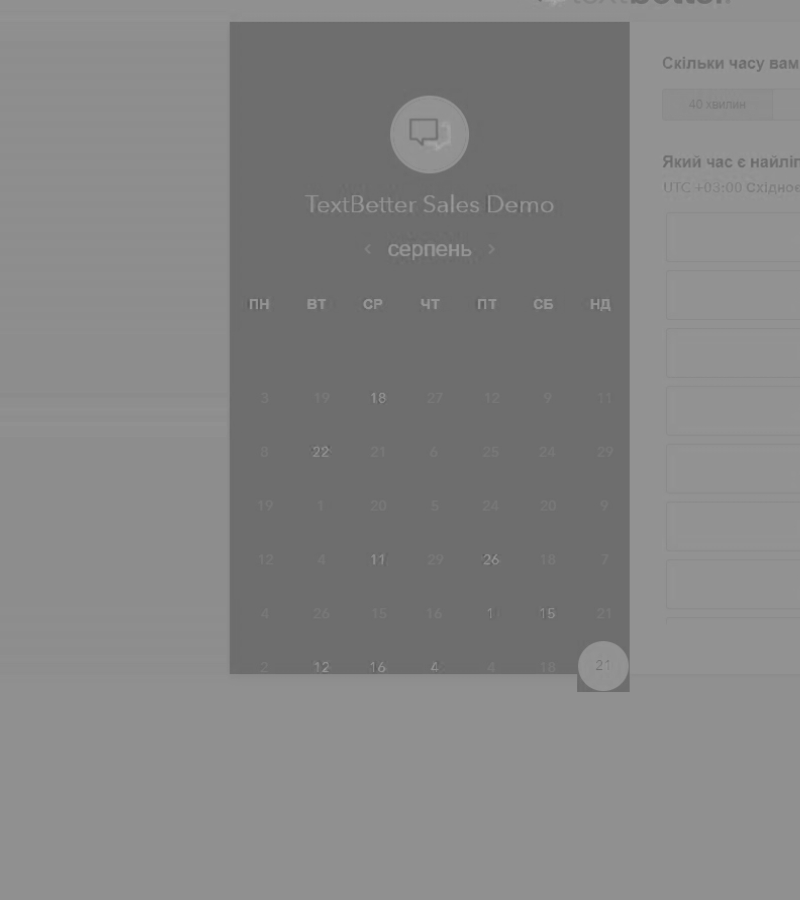 Скільки часу вам
40 хвилин
TextBetter Sales Demo
Який час є найліп
UTC +03:00 Східноє
‹ серпень ›
ПН ВТ СР ЧТ ПТ СБ НД
3 19 18 27 12 9 11
8 22 21 6 25 24 29
19 1 20 5 24 20 9
12 4 11 29 26 18 7
4 26 15 16 1 15 21
2 12 16 4 4 18 21